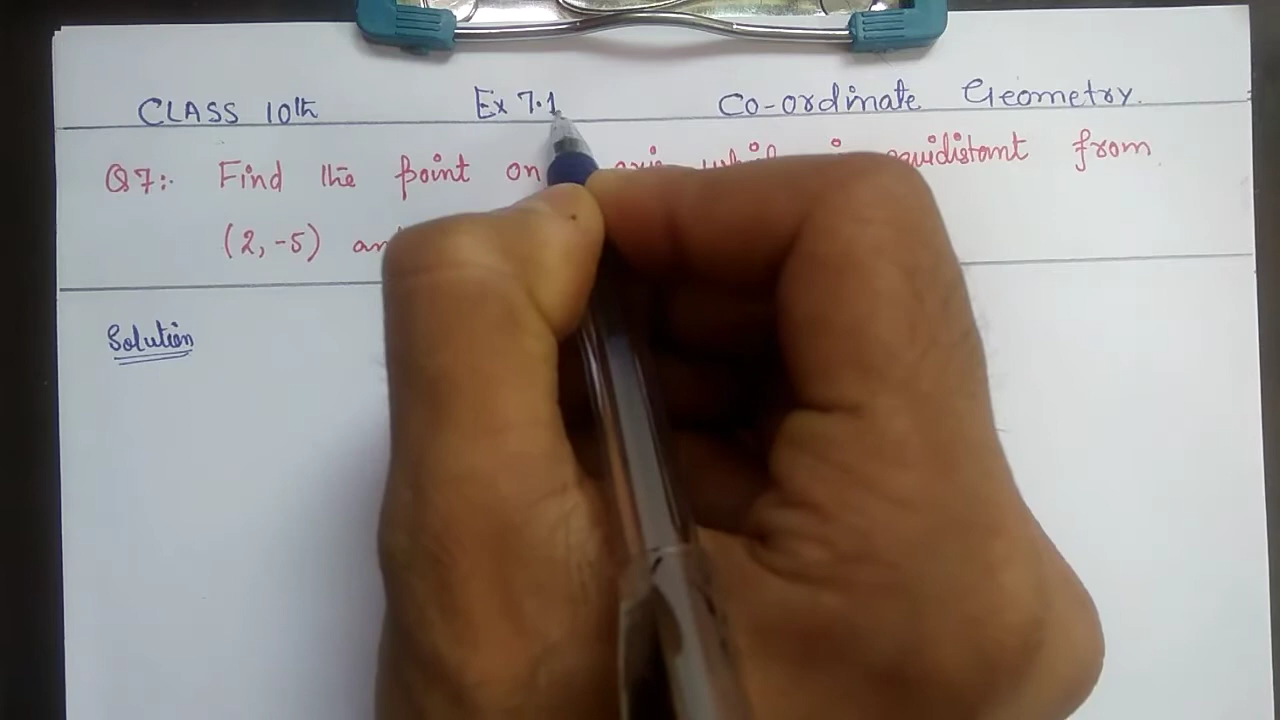 CLASS 10th Ex 7.1 Co-ordinate Geometry.
Q7:- Find the point on equidistant from
(2,-5)
Solution